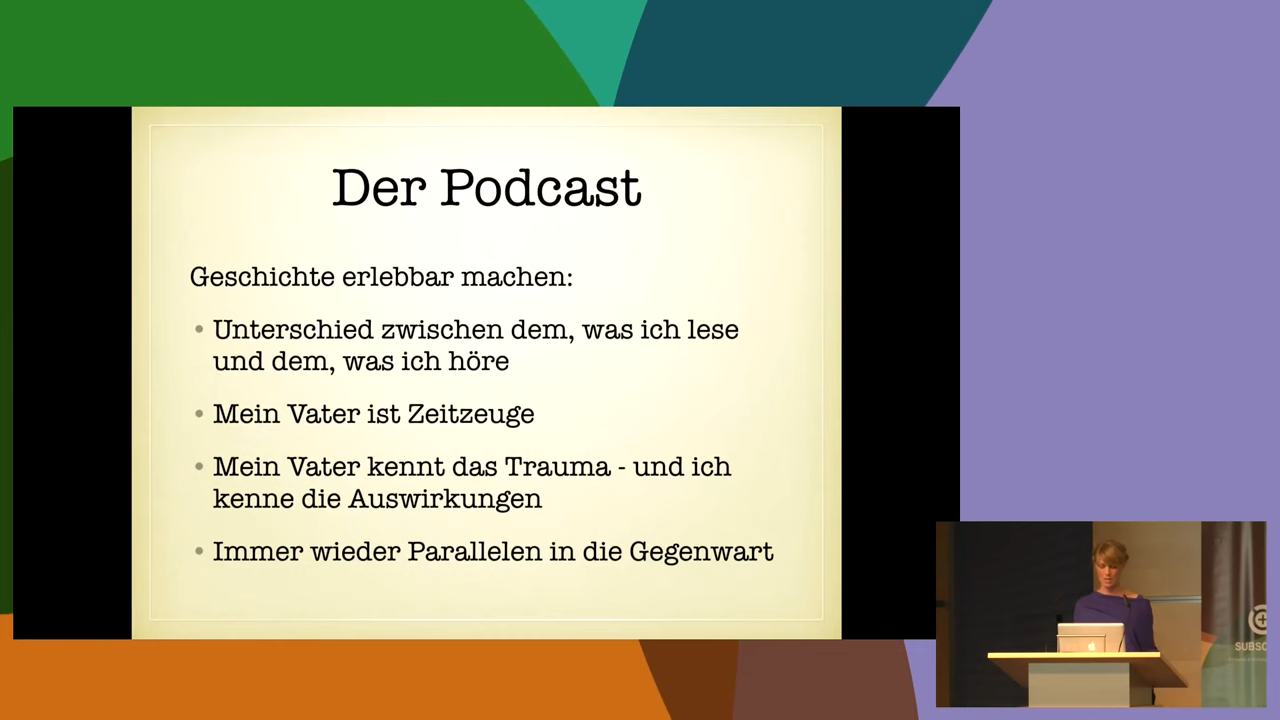 Der Podcast
Geschichte erlebbar machen:
• Unterschied zwischen dem, was ich lese
und dem, was ich höre
• Mein Vater ist Zeitzeuge
• Mein Vater kennt das Trauma - und ich
kenne die Auswirkungen
• Immer wieder Parallelen in die Gegenwart
SUBSC